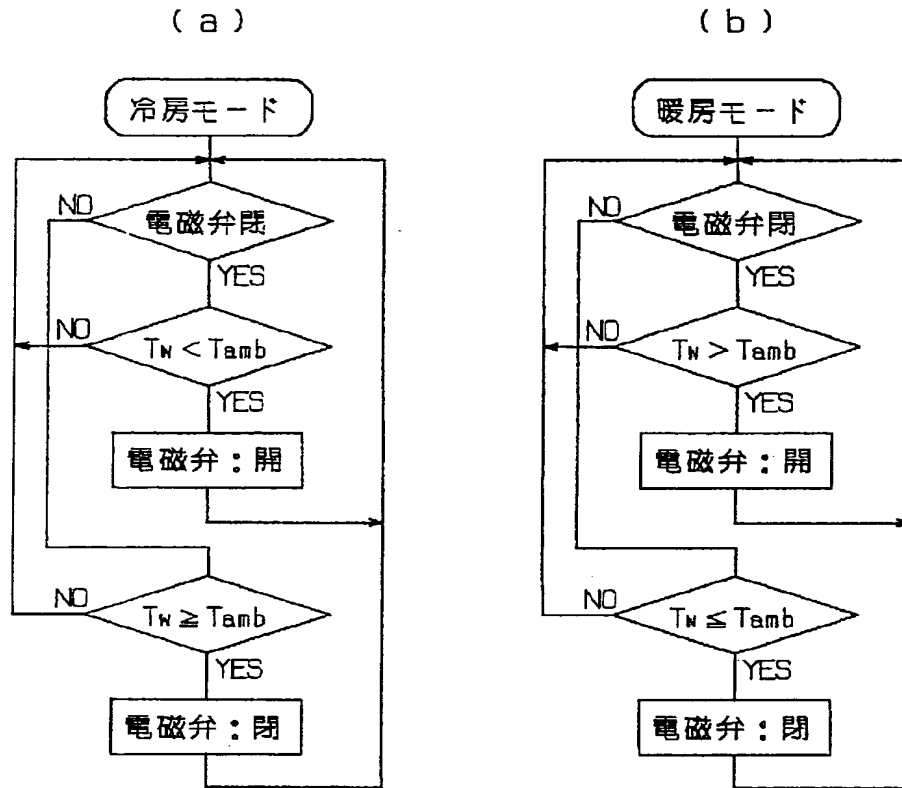 (a)
冷房モード
NO
電磁弁閉
YES
NO
Tw<Tamb
YES
電磁弁:開
NO
Tw≧Tamb
YES
電磁弁:閉
(b)
暖房モード
NO
電磁弁閉
YES
NO
Tw>Tamb
YES
電磁弁:開
NO
Tw≦Tamb
YES
電磁弁:閉